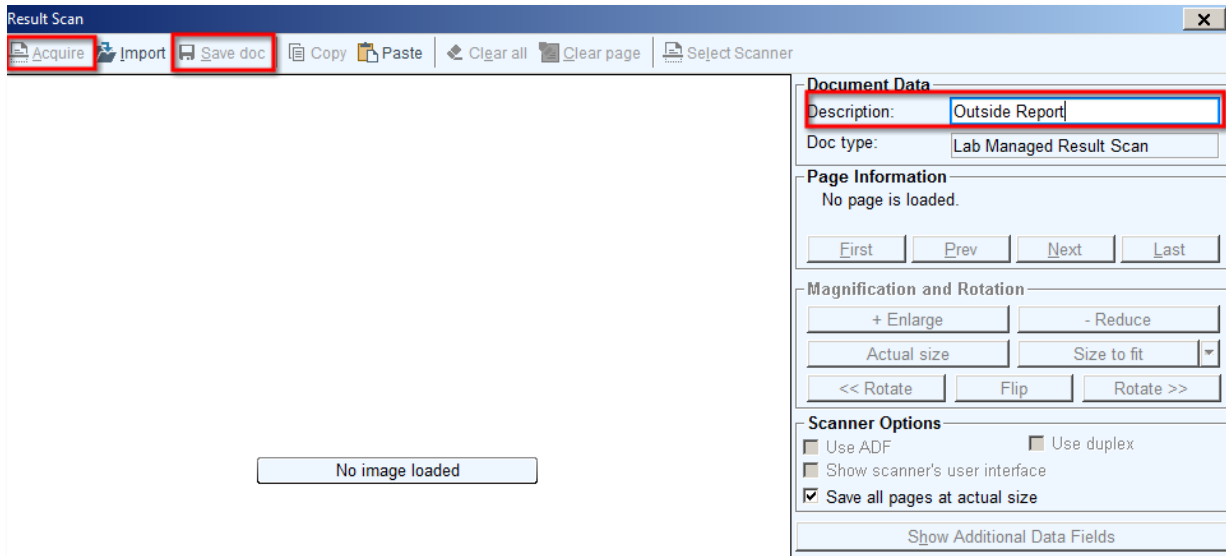 Result Scan
Acquire Import Save doc Copy Paste Clear all Clear page Select Scanner
Document Data
Description: Outside Report
Doc type: Lab Managed Result Scan
Page Information
No page is loaded.
First Prev Next Last
Magnification and Rotation
+ Enlarge - Reduce
Actual size Size to fit
<< Rotate Flip Rotate >>
Scanner Options
Use ADF Use duplex
Show scanner's user interface
No image loaded
Save all pages at actual size
Show Additional Data Fields